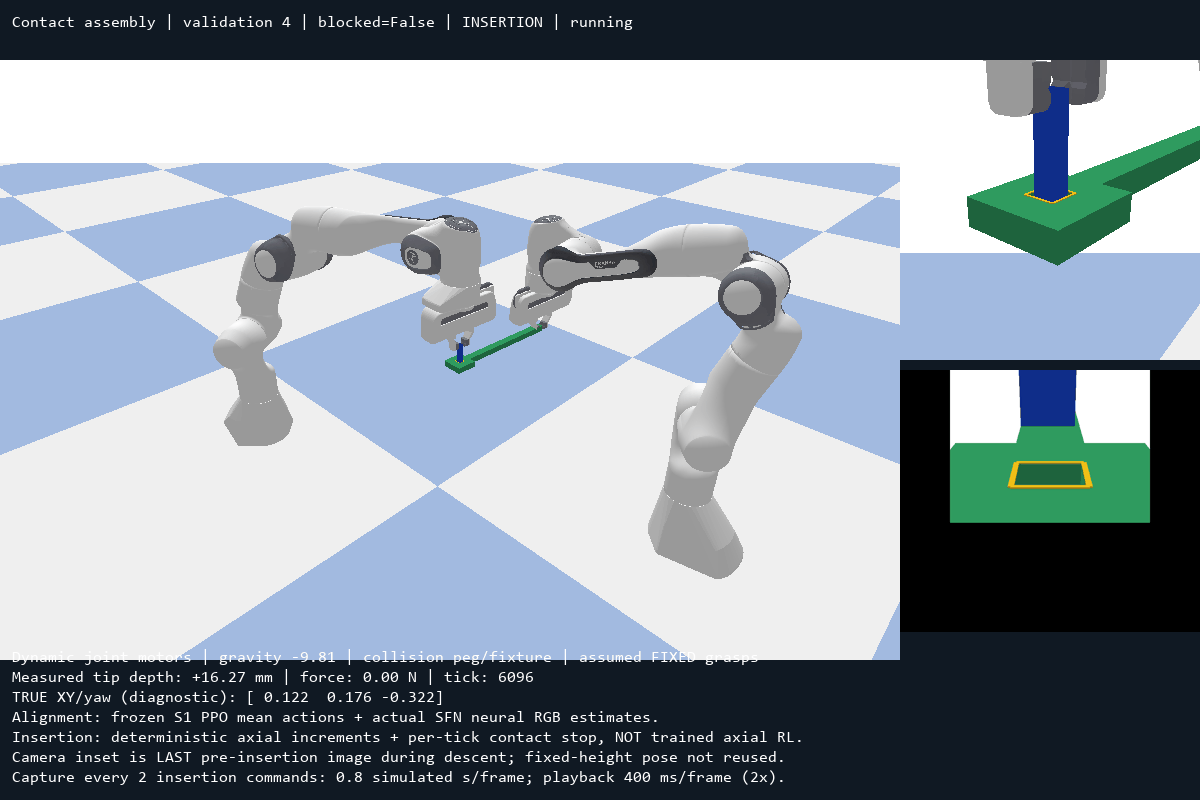 Contact assembly | validation 4 | blocked=False | INSERTION | running
Dynamic joint motors | gravity -9.81 | collision peg/fixture | assumed FIXED grasps
Measured tip depth: +16.27 mm | force: 0.00 N | tick: 6096
TRUE XY/yaw (diagnostic): [ 0.122  0.176 -0.322]
Alignment: frozen S1 PPO mean actions + actual SFN neural RGB estimates.
Insertion: deterministic axial increments + per-tick contact stop, NOT trained axial RL.
Camera inset is LAST pre-insertion image during descent; fixed-height pose not reused.
Capture every 2 insertion commands: 0.8 simulated s/frame; playback 400 ms/frame (2x).